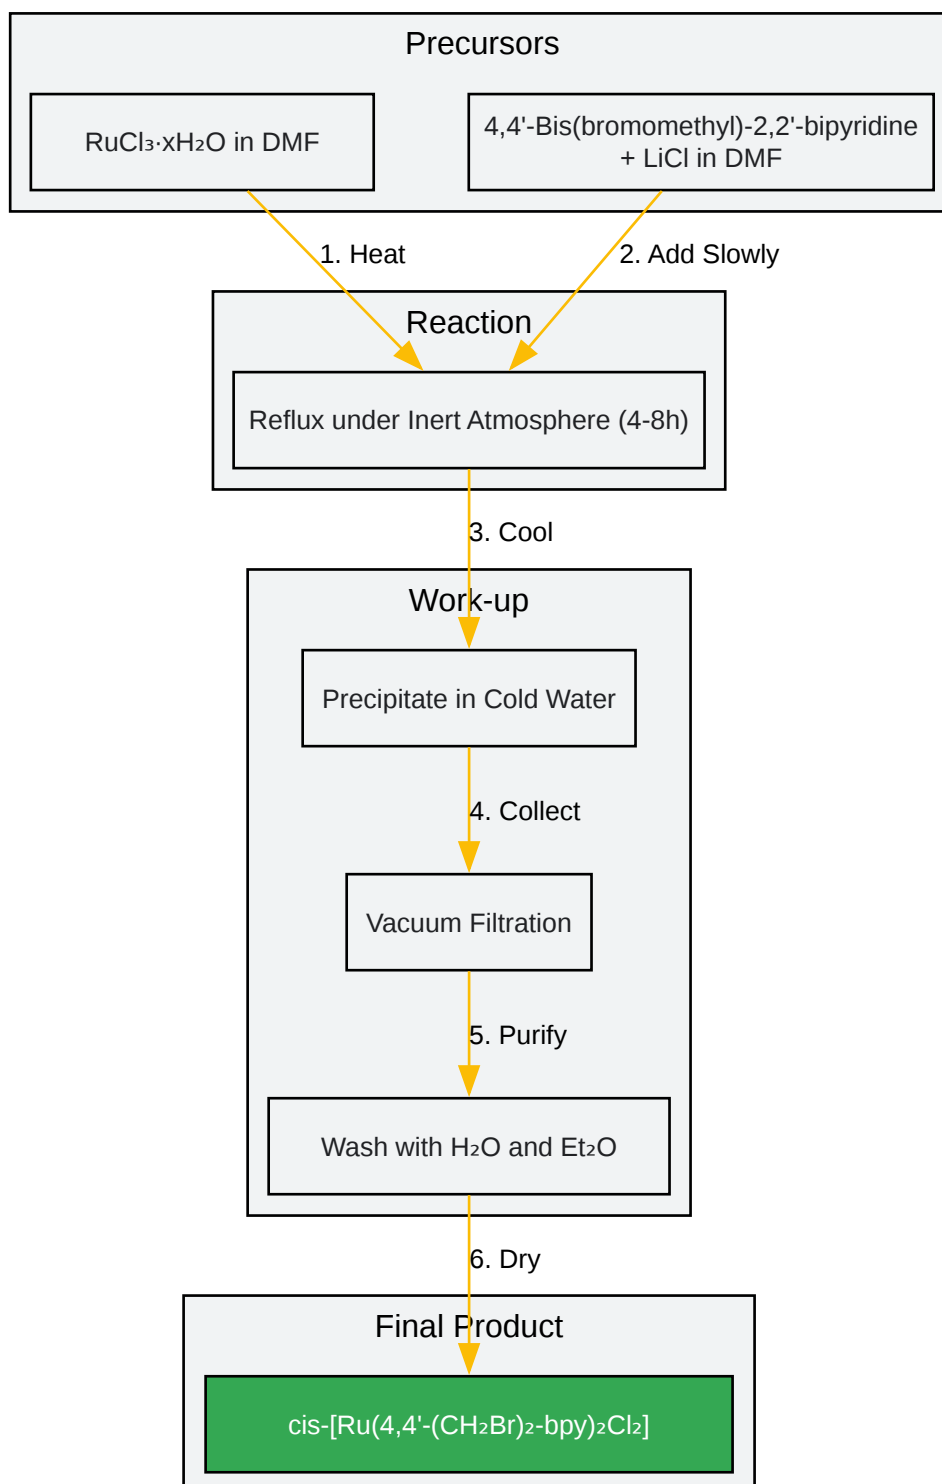 Precursors
RuCl₃·xH₂O in DMF
4,4'-Bis(bromomethyl)-2,2'-bipyridine
+ LiCl in DMF
1. Heat
2. Add Slowly
Reaction
Reflux under Inert Atmosphere (4-8h)
3. Cool
Work-up
Precipitate in Cold Water
4. Collect
Vacuum Filtration
5. Purify
Wash with H₂O and Et₂O
6. Dry
Final Product
cis-[Ru(4,4'-(CH₂Br)₂-bpy)₂Cl₂]